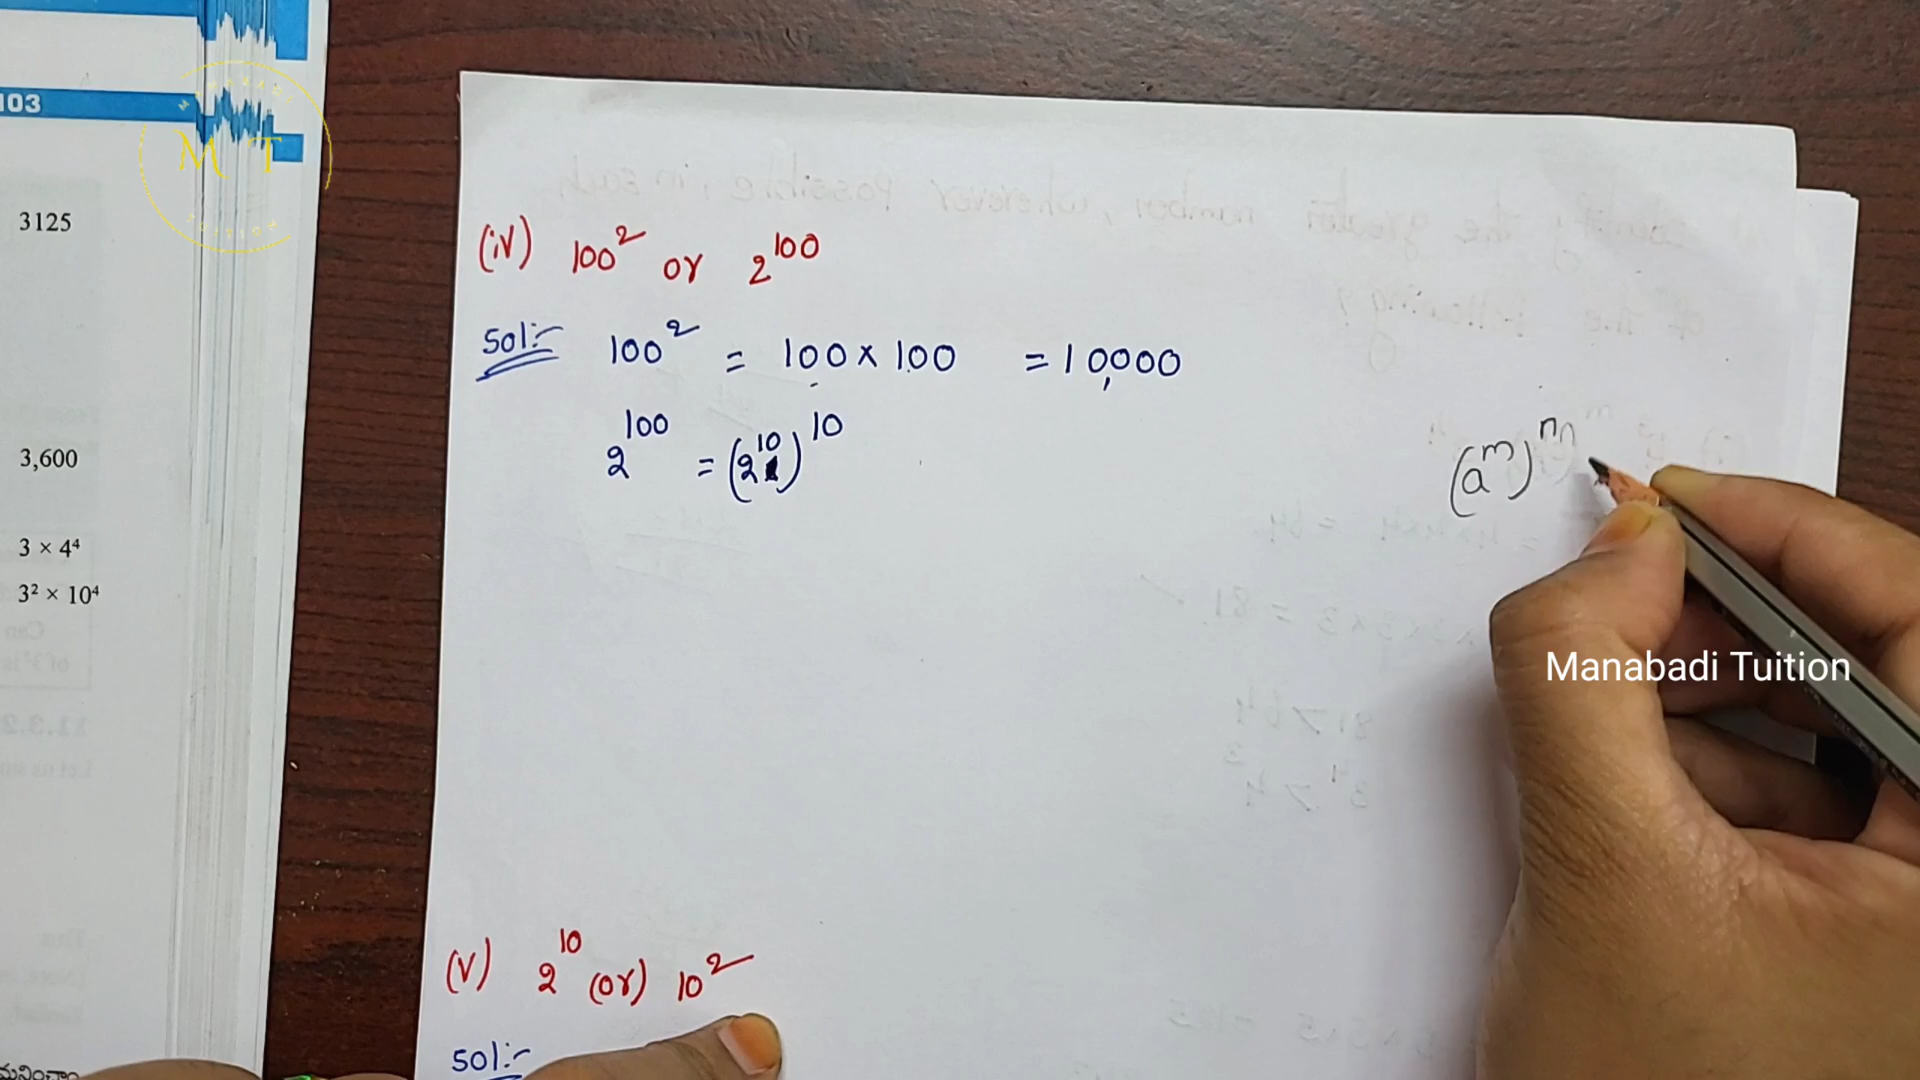 103
3125
3,600
3 × 4⁴
3² × 10⁴
M T
(iv) 100² or 2¹⁰⁰
Sol:- 100² = 100 × 100 = 10,000
2¹⁰⁰ = (2¹⁰)¹⁰
(aᵐ)ⁿ
Manabadi Tuition
(v) 2¹⁰ (or) 10²
Sol:-